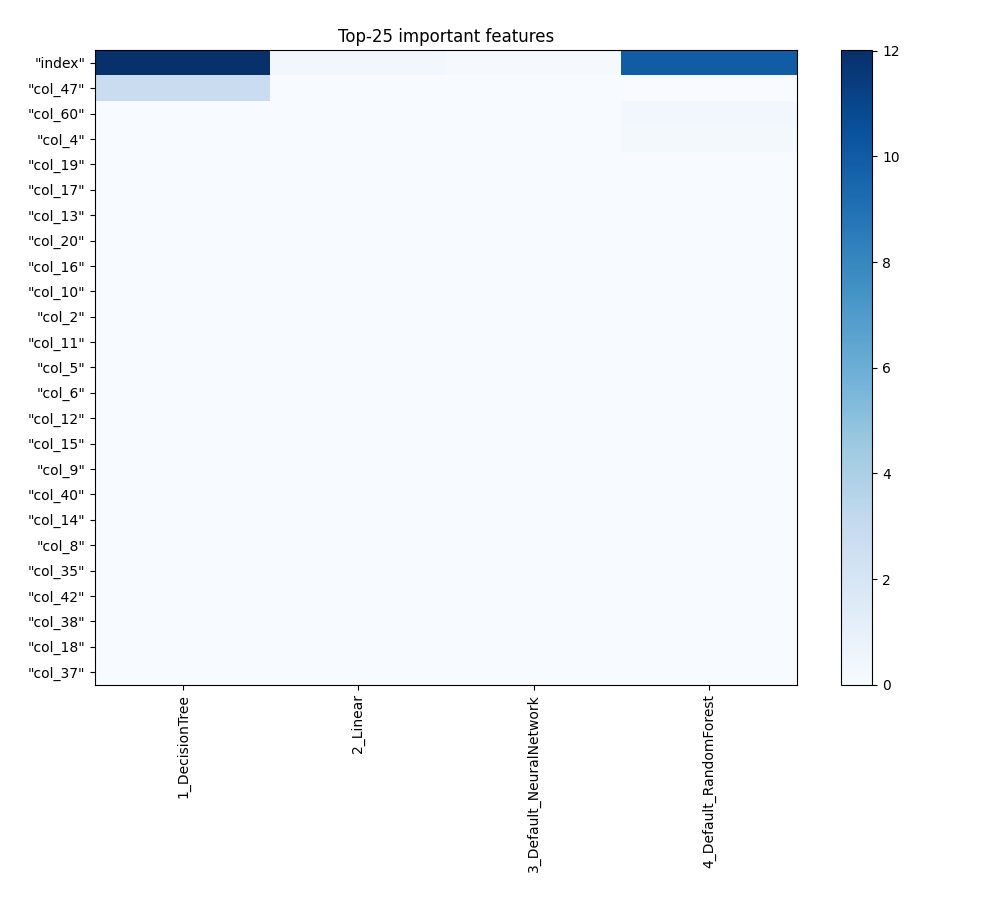 Top-25 important features
"index"
"col_47"
"col_60"
"col_4"
"col_19"
"col_17"
"col_13"
"col_20"
"col_16"
"col_10"
"col_2"
"col_11"
"col_5"
"col_6"
"col_12"
"col_15"
"col_9"
"col_40"
"col_14"
"col_8"
"col_35"
"col_42"
"col_38"
"col_18"
"col_37"
1_DecisionTree
2_Linear
3_Default_NeuralNetwork
4_Default_RandomForest
12
10
8
6
4
2
0